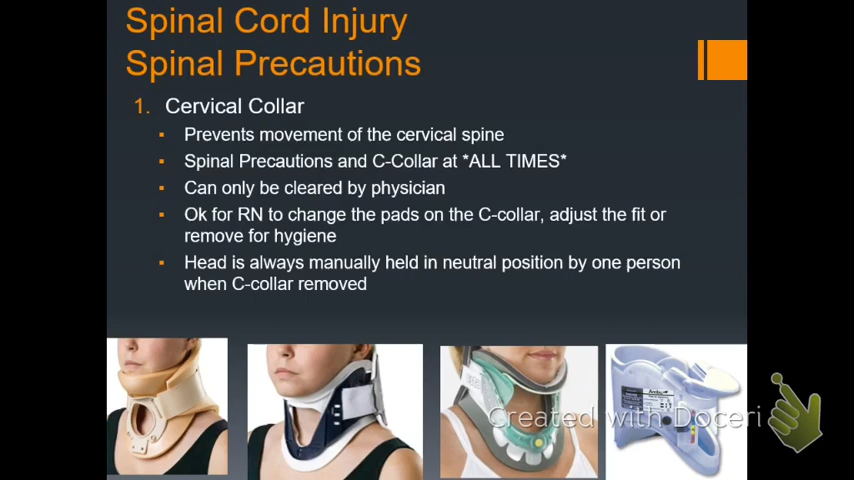 Spinal Cord Injury
Spinal Precautions
1. Cervical Collar
▪ Prevents movement of the cervical spine
▪ Spinal Precautions and C-Collar at *ALL TIMES*
▪ Can only be cleared by physician
▪ Ok for RN to change the pads on the C-collar, adjust the fit or
remove for hygiene
▪ Head is always manually held in neutral position by one person
when C-collar removed
Created with Doceri